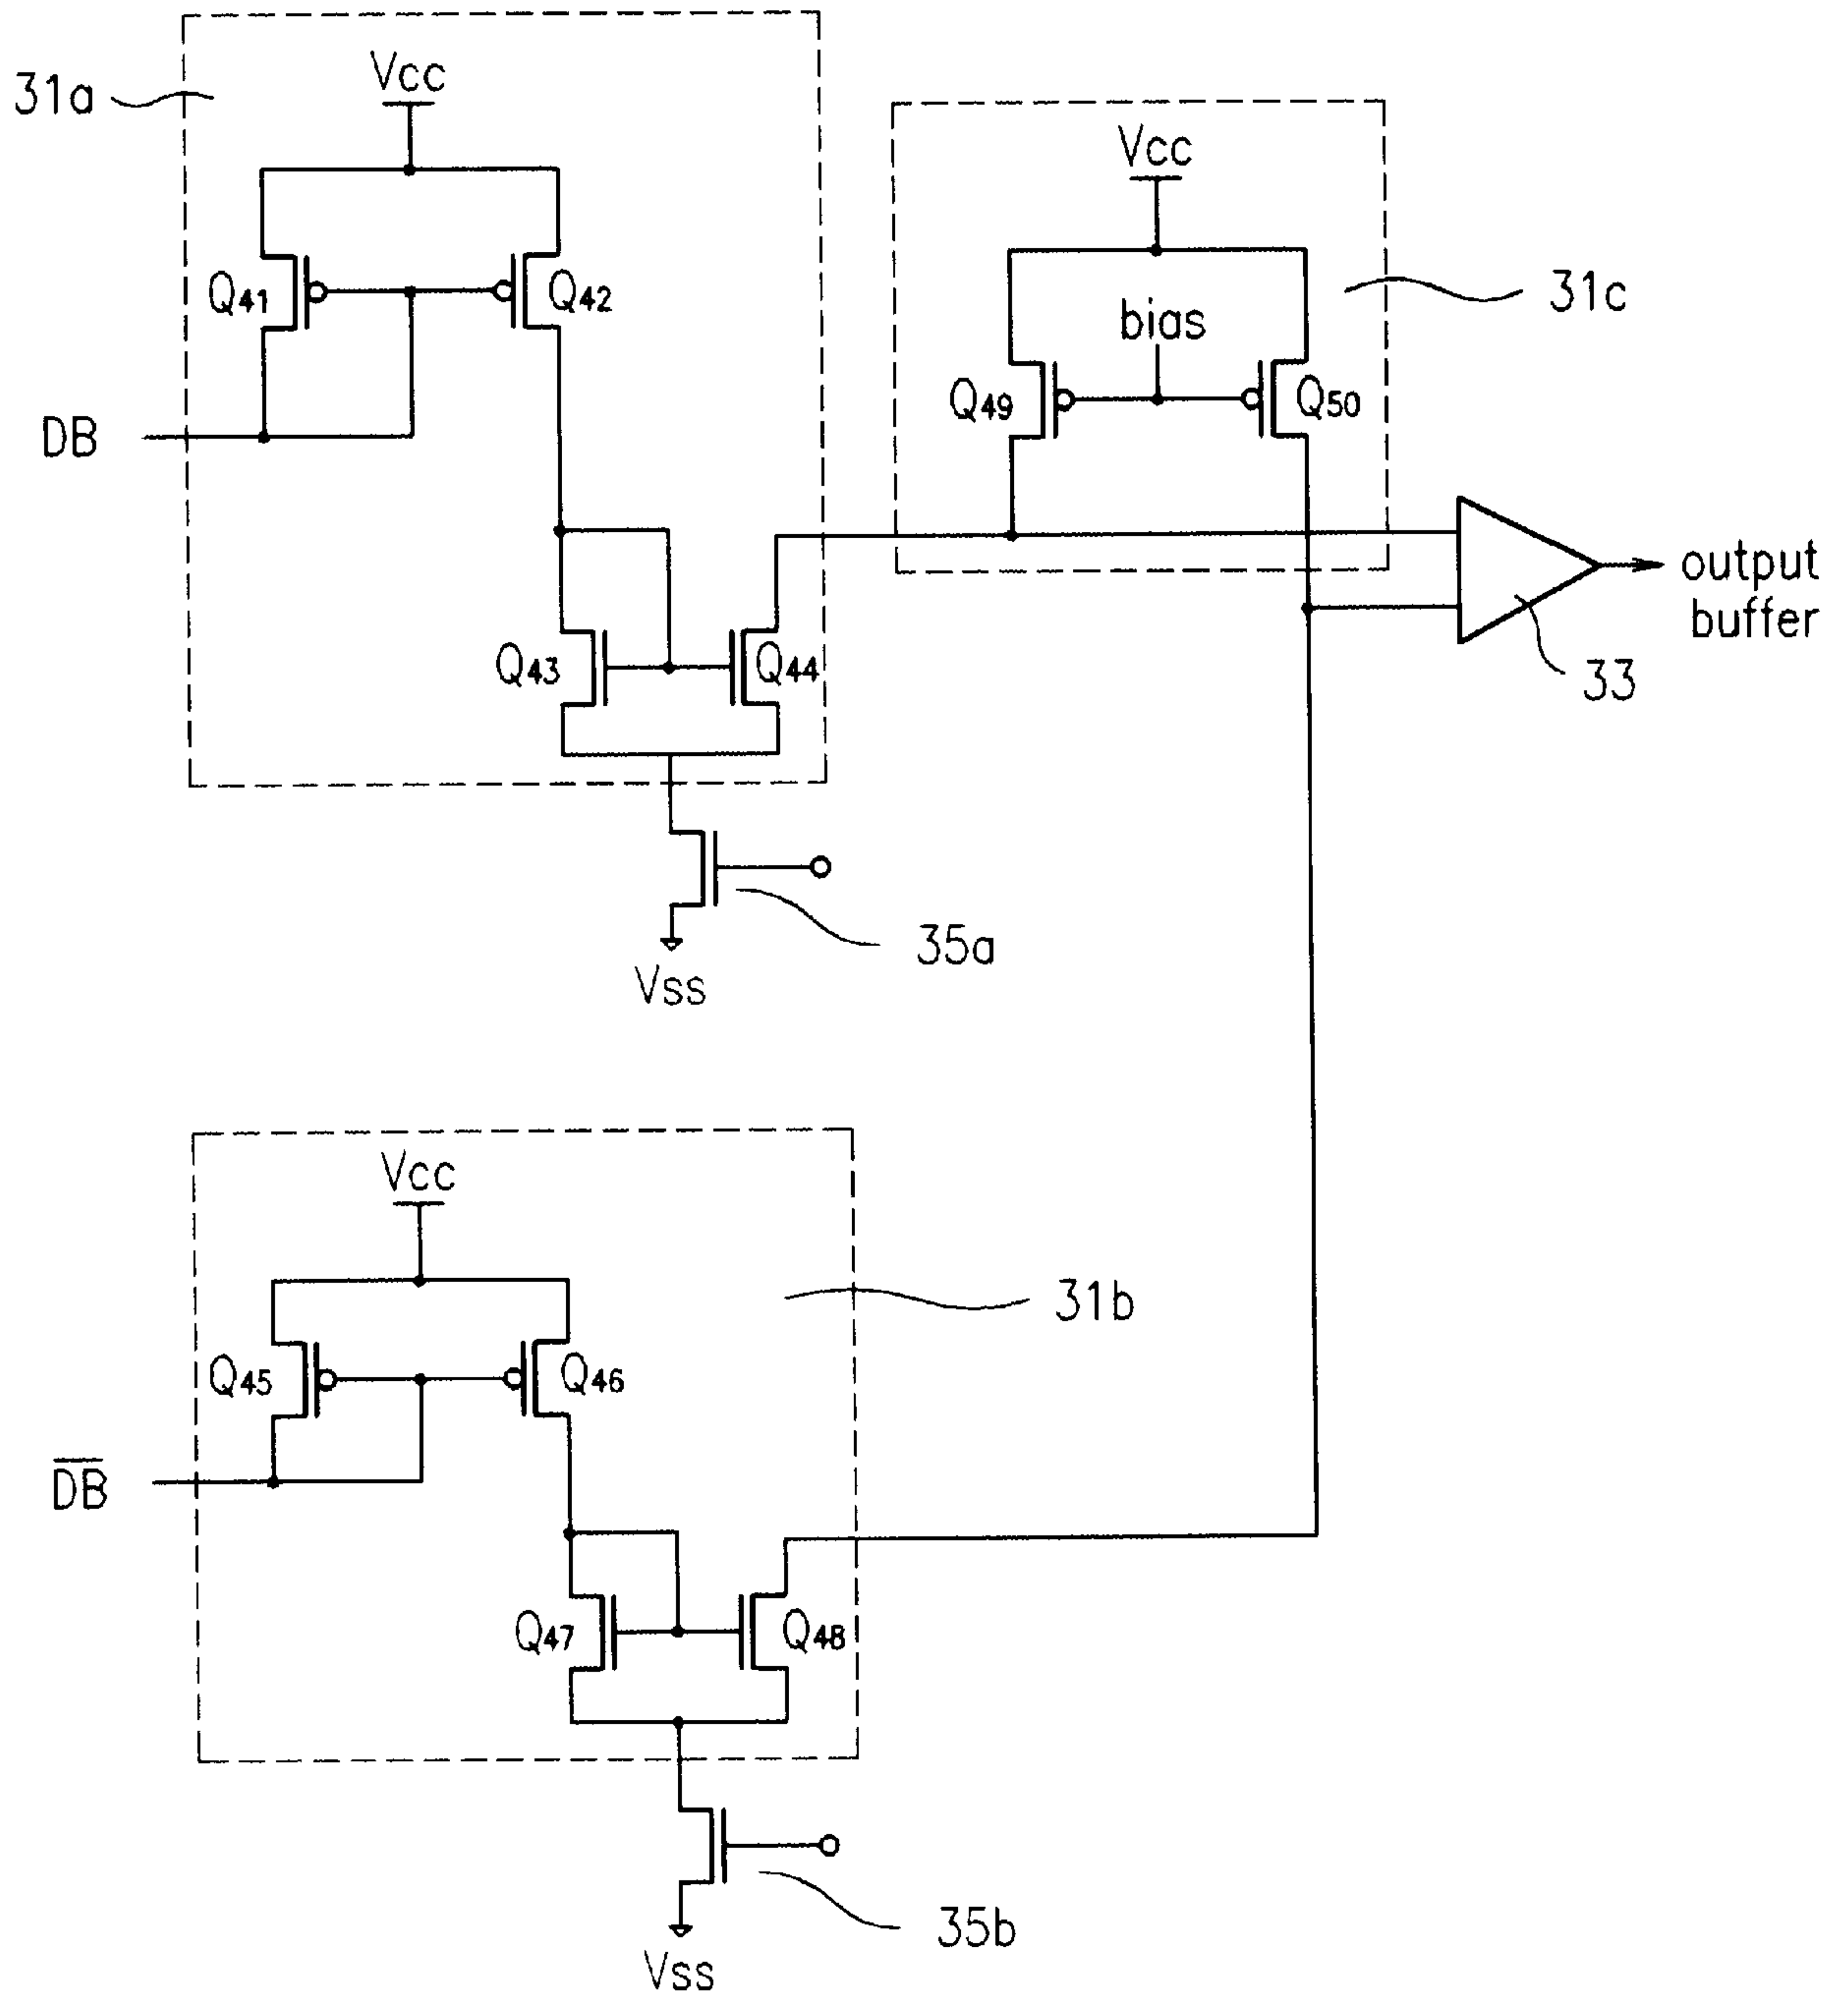 31a
Vcc
Vcc
Q41
Q42
bias
31c
Q49
Q50
DB
output
buffer
Q43
Q44
33
35a
Vss
Vcc
31b
Q45
Q46
D̅B̅
Q47
Q48
35b
Vss